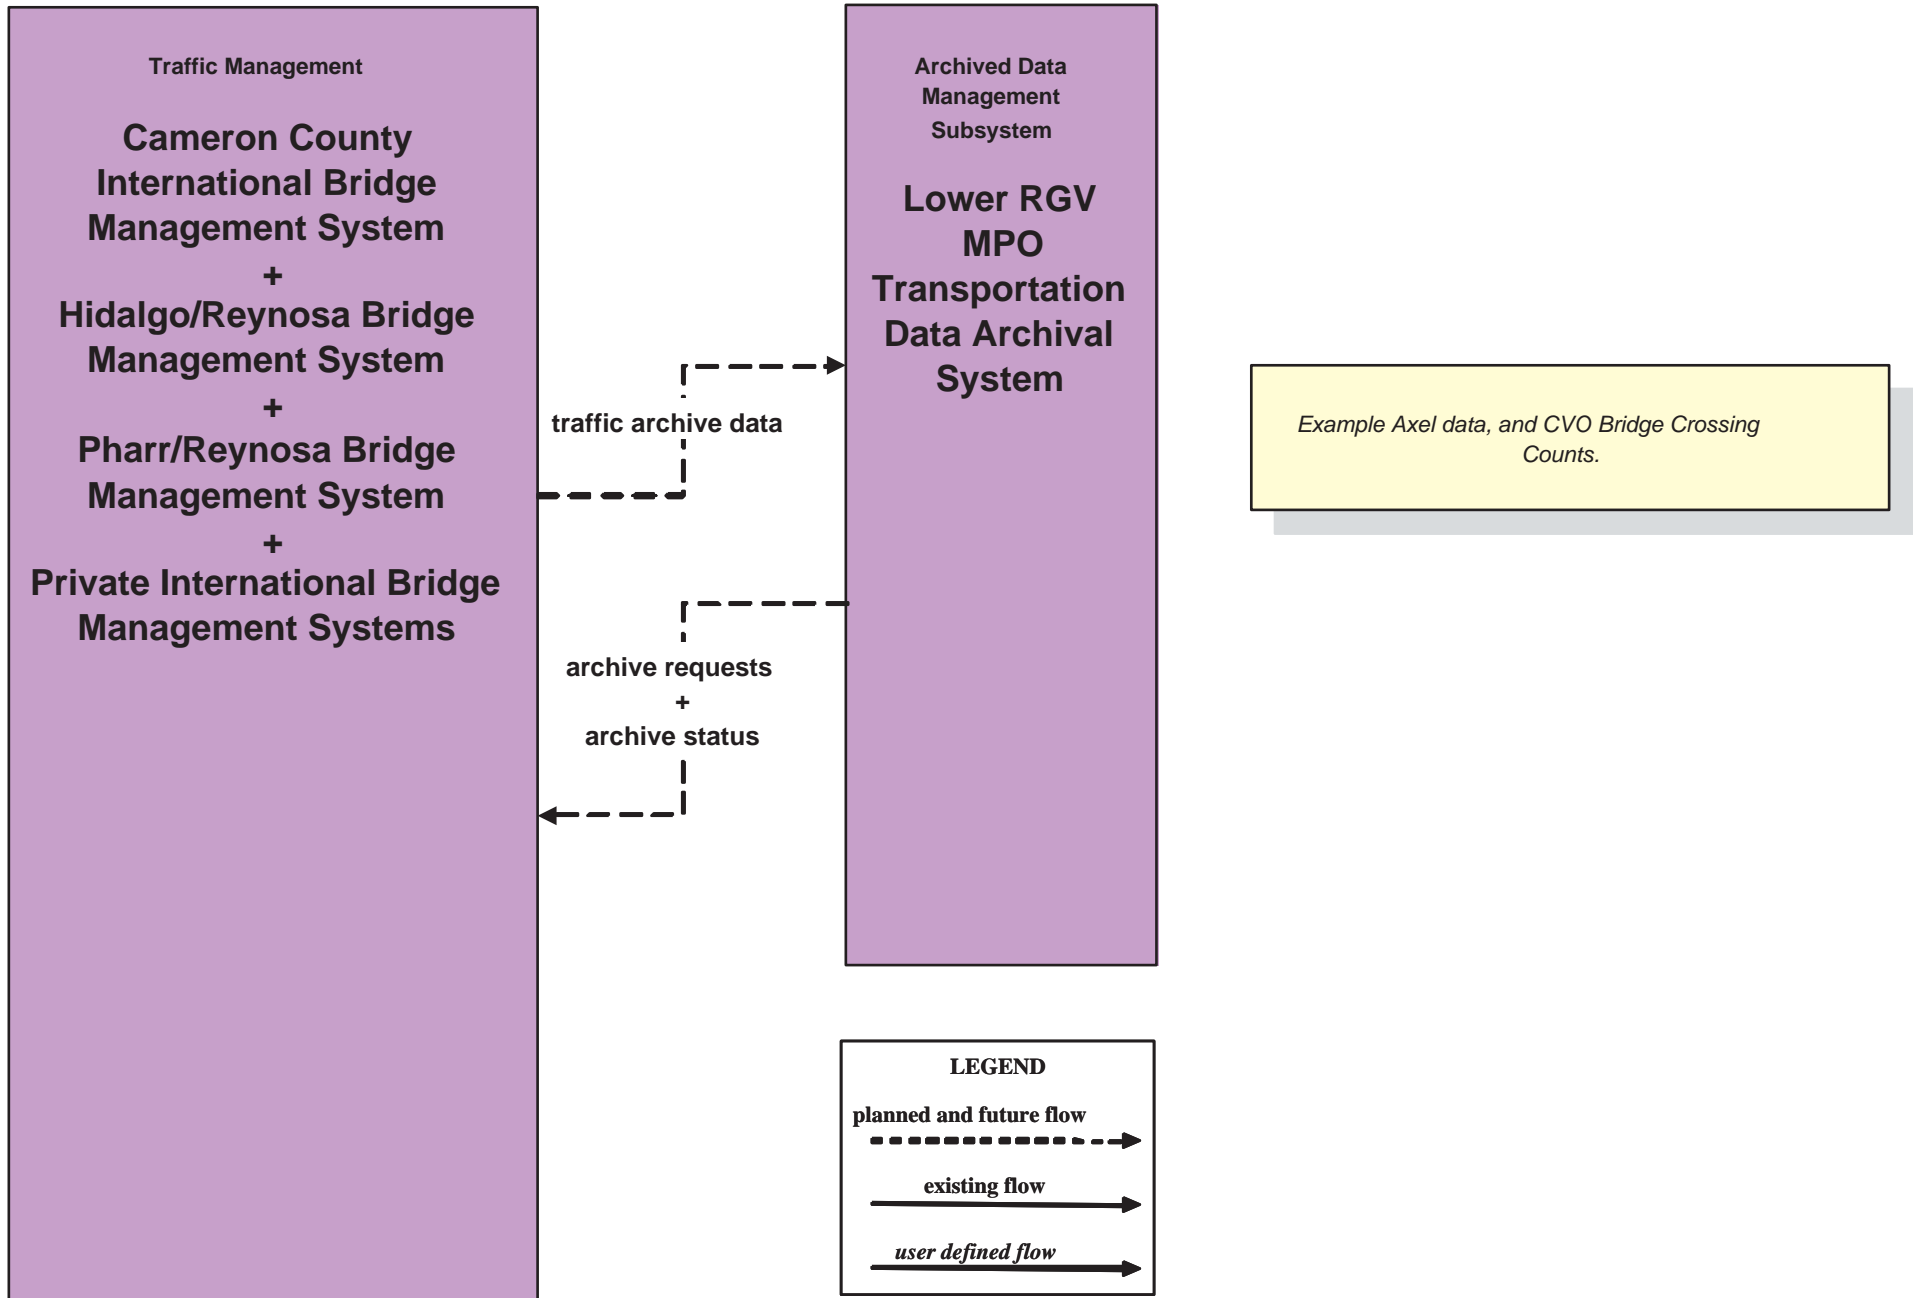 Traffic Management
Cameron County
International Bridge
Management System
+
Hidalgo/Reynosa Bridge
Management System
+
Pharr/Reynosa Bridge
Management System
+
Private International Bridge
Management Systems
traffic archive data
archive requests
+
archive status
Archived Data
Management
Subsystem
Lower RGV
MPO
Transportation
Data Archival
System
Example Axel data, and CVO Bridge Crossing
Counts.
LEGEND
planned and future flow
existing flow
user defined flow